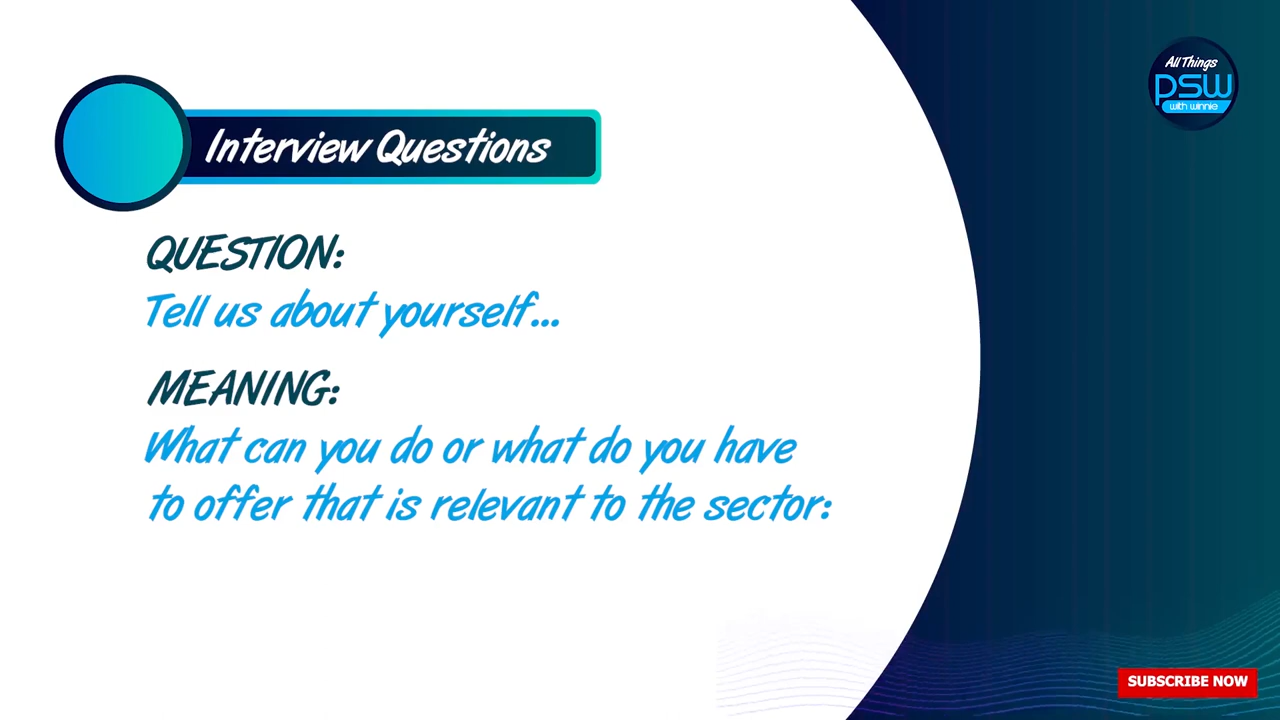 All Things
PSW
with winnie
Interview Questions
QUESTION:
Tell us about yourself...
MEANING:
What can you do or what do you have
to offer that is relevant to the sector:
SUBSCRIBE NOW